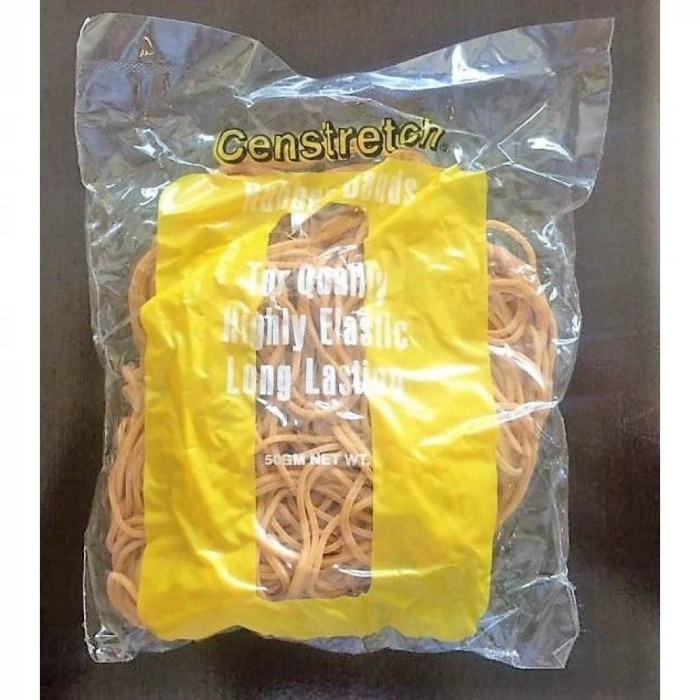 Censtretch
Rubber Bands
Top Quality
Highly Elastic
Long Lasting
50GM NET WT.